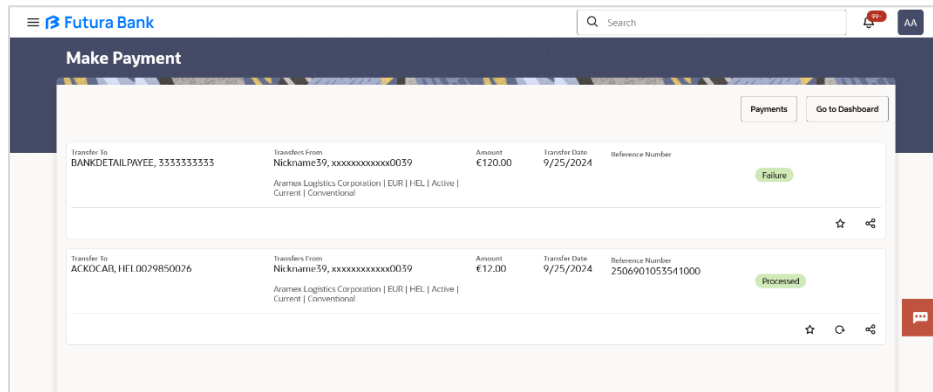 Futura Bank
Search
99+
AA
Make Payment
Payments
Go to Dashboard
Transfer To
BANKDETAILPAYEE, 3333333333
Transfers From
Nickname39, xxxxxxxxxxxx0039
Aramex Logistics Corporation | EUR | HEL | Active |
Current | Conventional
Amount
€120.00
Transfer Date
9/25/2024
Reference Number
Failure
Transfer To
ACKOCAB, HEL0029850026
Transfers From
Nickname39, xxxxxxxxxxxx0039
Aramex Logistics Corporation | EUR | HEL | Active |
Current | Conventional
Amount
€12.00
Transfer Date
9/25/2024
Reference Number
2506901053541000
Processed